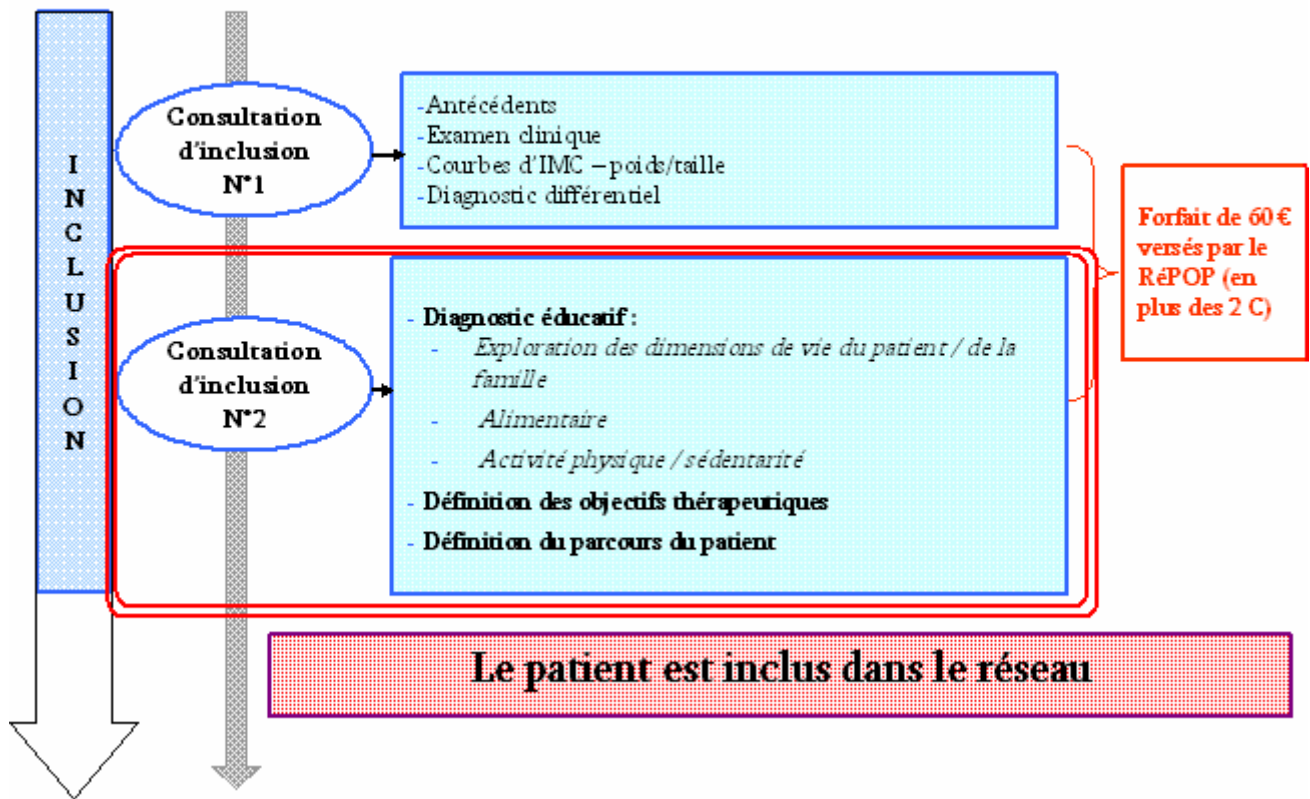 INCLUSION
Consultation
d'inclusion
N°1
-Antécédents
-Examen clinique
-Courbes d'IMC – poids/taille
-Diagnostic différentiel
Forfait de 60 €
versés par le
RéPOP (en
plus des 2 C)
Consultation
d'inclusion
N°2
- Diagnostic éducatif :
- Exploration des dimensions de vie du patient / de la
famille
- Alimentaire
- Activité physique / sédentarité
- Définition des objectifs thérapeutiques
- Définition du parcours du patient
Le patient est inclus dans le réseau